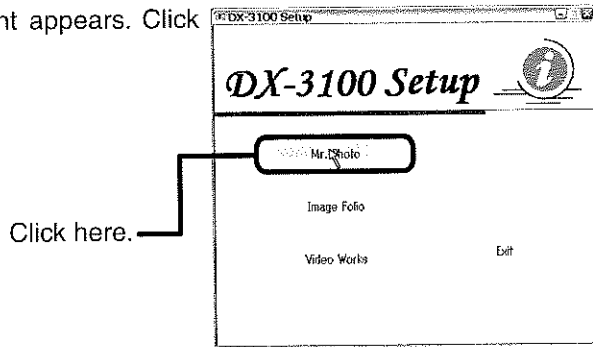 nt appears. Click
DX-3100 Setup
DX-3100 Setup
Mr.Photo
Image Folio
Click here.
Video Works
Exit